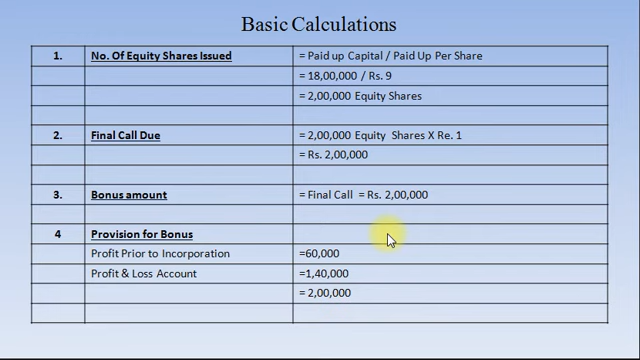 Basic Calculations
1. No. Of Equity Shares Issued = Paid up Capital / Paid Up Per Share
= 18,00,000 / Rs. 9
= 2,00,000 Equity Shares
2. Final Call Due = 2,00,000 Equity Shares X Re. 1
= Rs. 2,00,000
3. Bonus amount = Final Call = Rs. 2,00,000
4 Provision for Bonus
Profit Prior to Incorporation =60,000
Profit & Loss Account =1,40,000
= 2,00,000